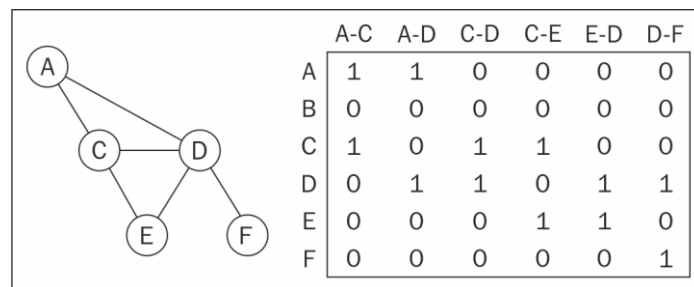 A
C
D
E
F
A-C A-D C-D C-E E-D D-F
A 1 1 0 0 0 0
B 0 0 0 0 0 0
C 1 0 1 1 0 0
D 0 1 1 0 1 1
E 0 0 0 1 1 0
F 0 0 0 0 0 1